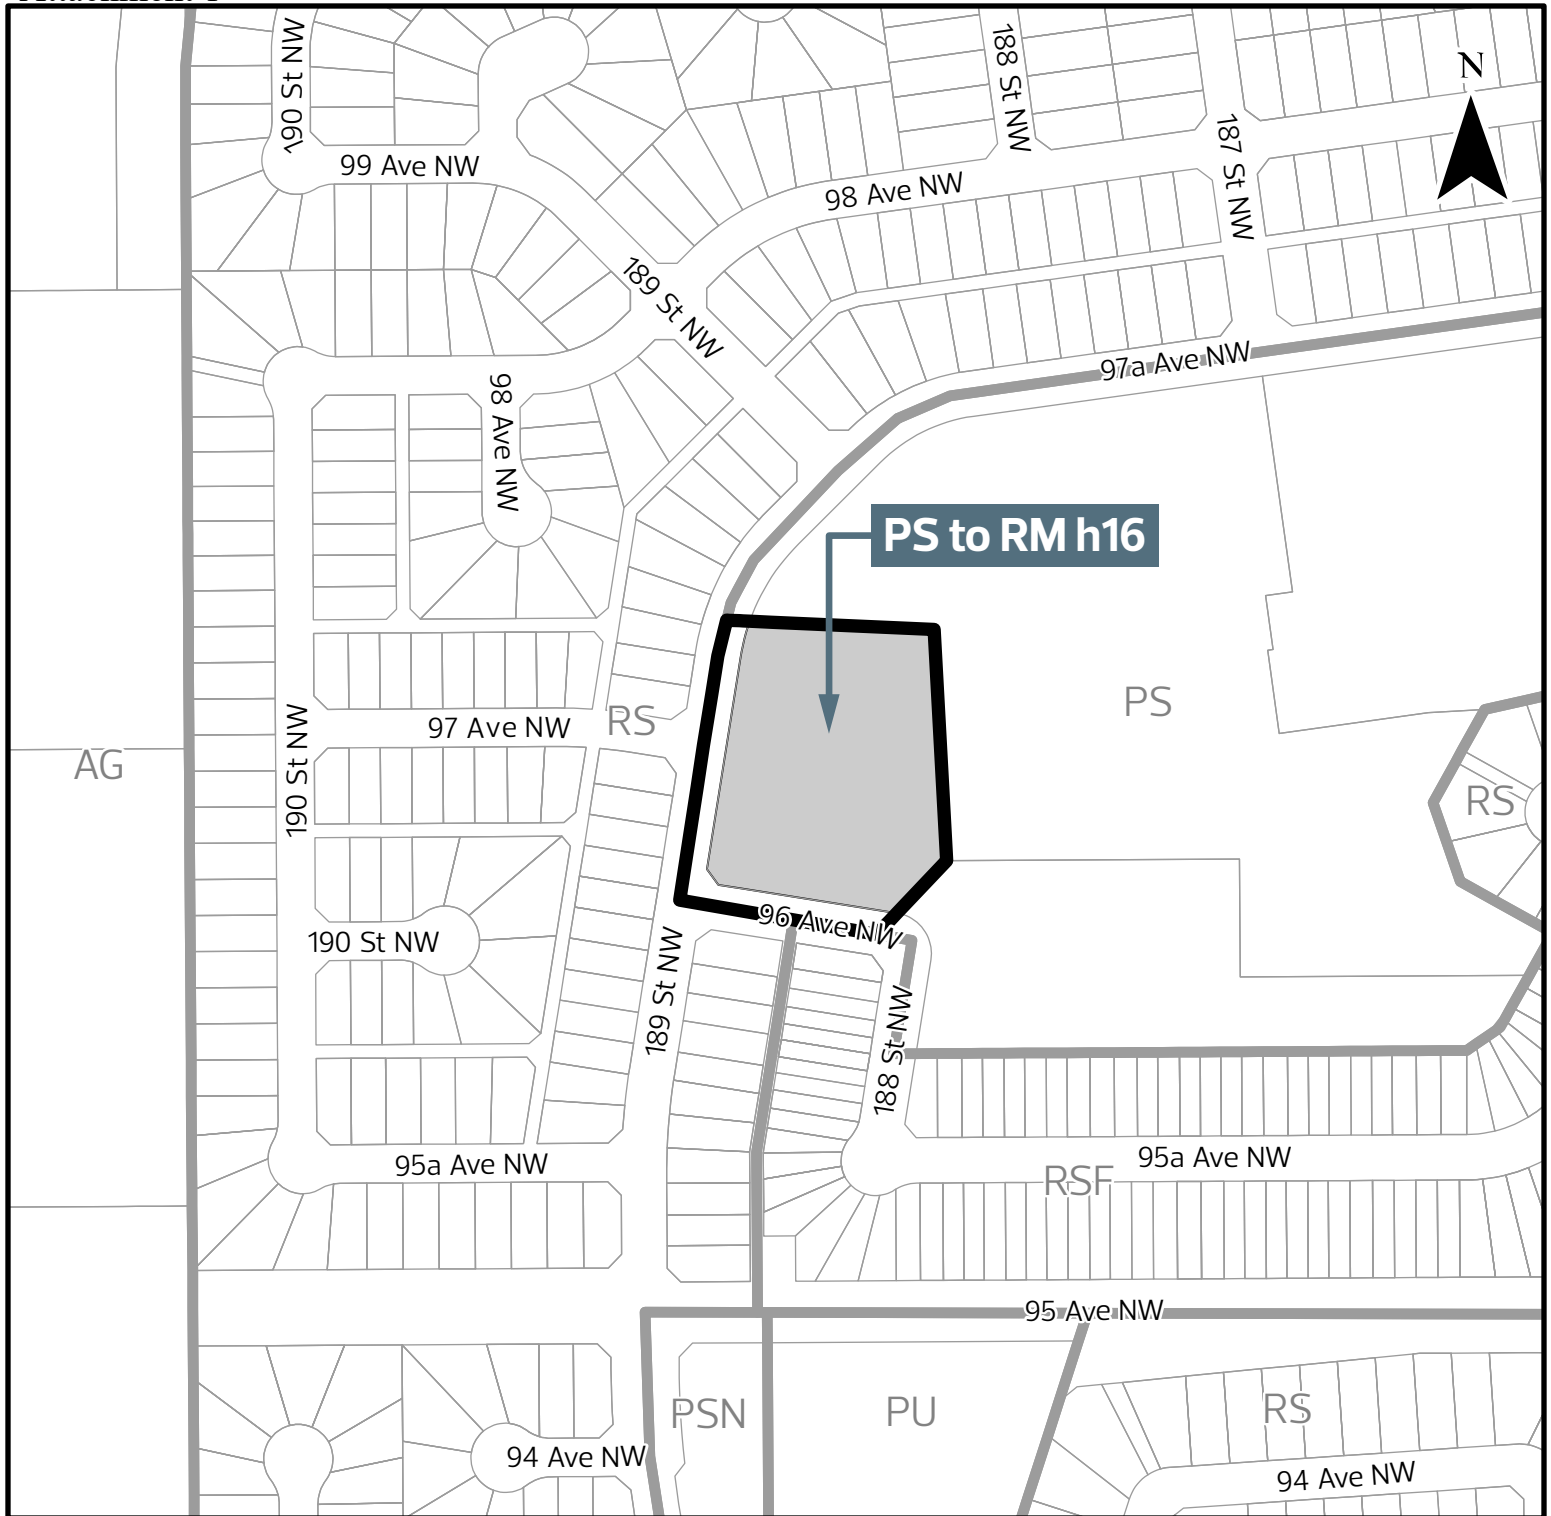 190 St NW
188 St NW
N
187 St NW
99 Ave NW
98 Ave NW
189 St NW
97a Ave NW
98 Ave NW
PS to RM h16
PS
RS
97 Ave NW
190 St NW
AG
RS
96 Ave NW
190 St NW
189 St NW
188 St NW
95a Ave NW
95a Ave NW
RSF
95 Ave NW
PSN
PU
RS
94 Ave NW
94 Ave NW